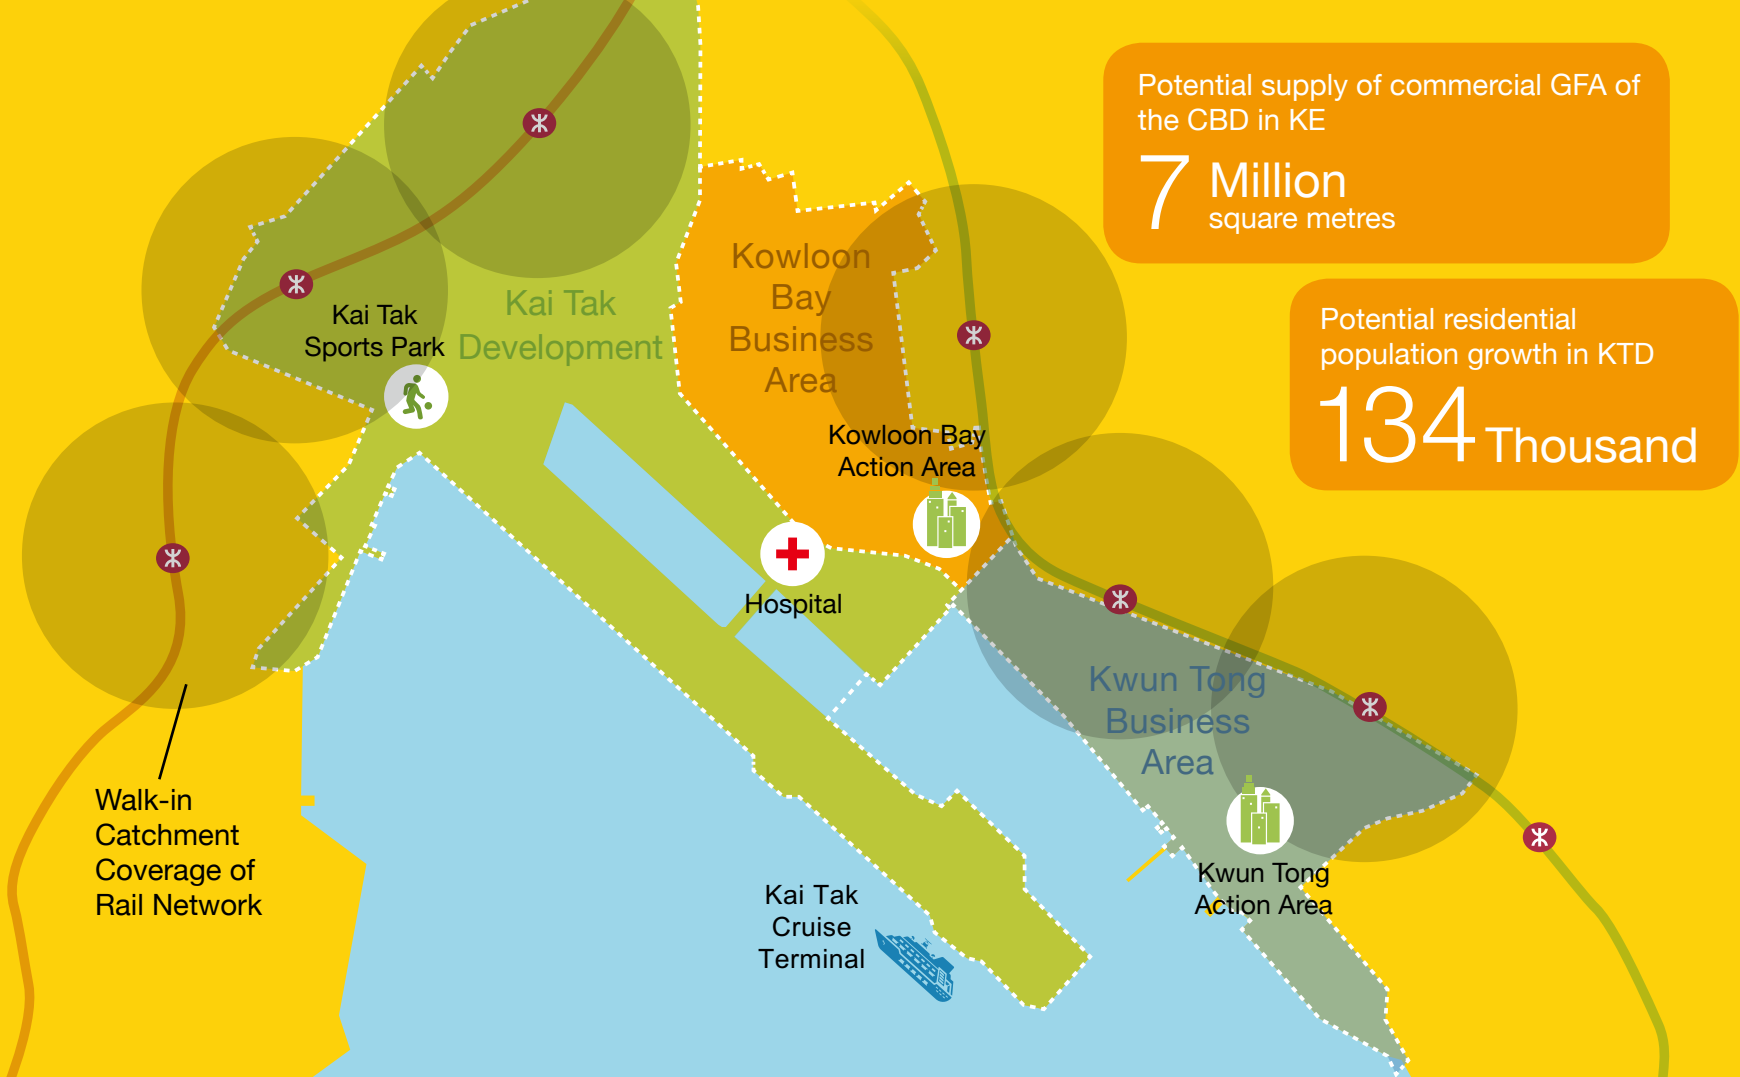 Potential supply of commercial GFA of
the CBD in KE
7 Million
square metres
Potential residential
population growth in KTD
134 Thousand
Kowloon
Bay
Business
Area
Kai Tak
Development
Kai Tak
Sports Park
Kowloon Bay
Action Area
Hospital
Kwun Tong
Business
Area
Walk-in
Catchment
Coverage of
Rail Network
Kwun Tong
Action Area
Kai Tak
Cruise
Terminal